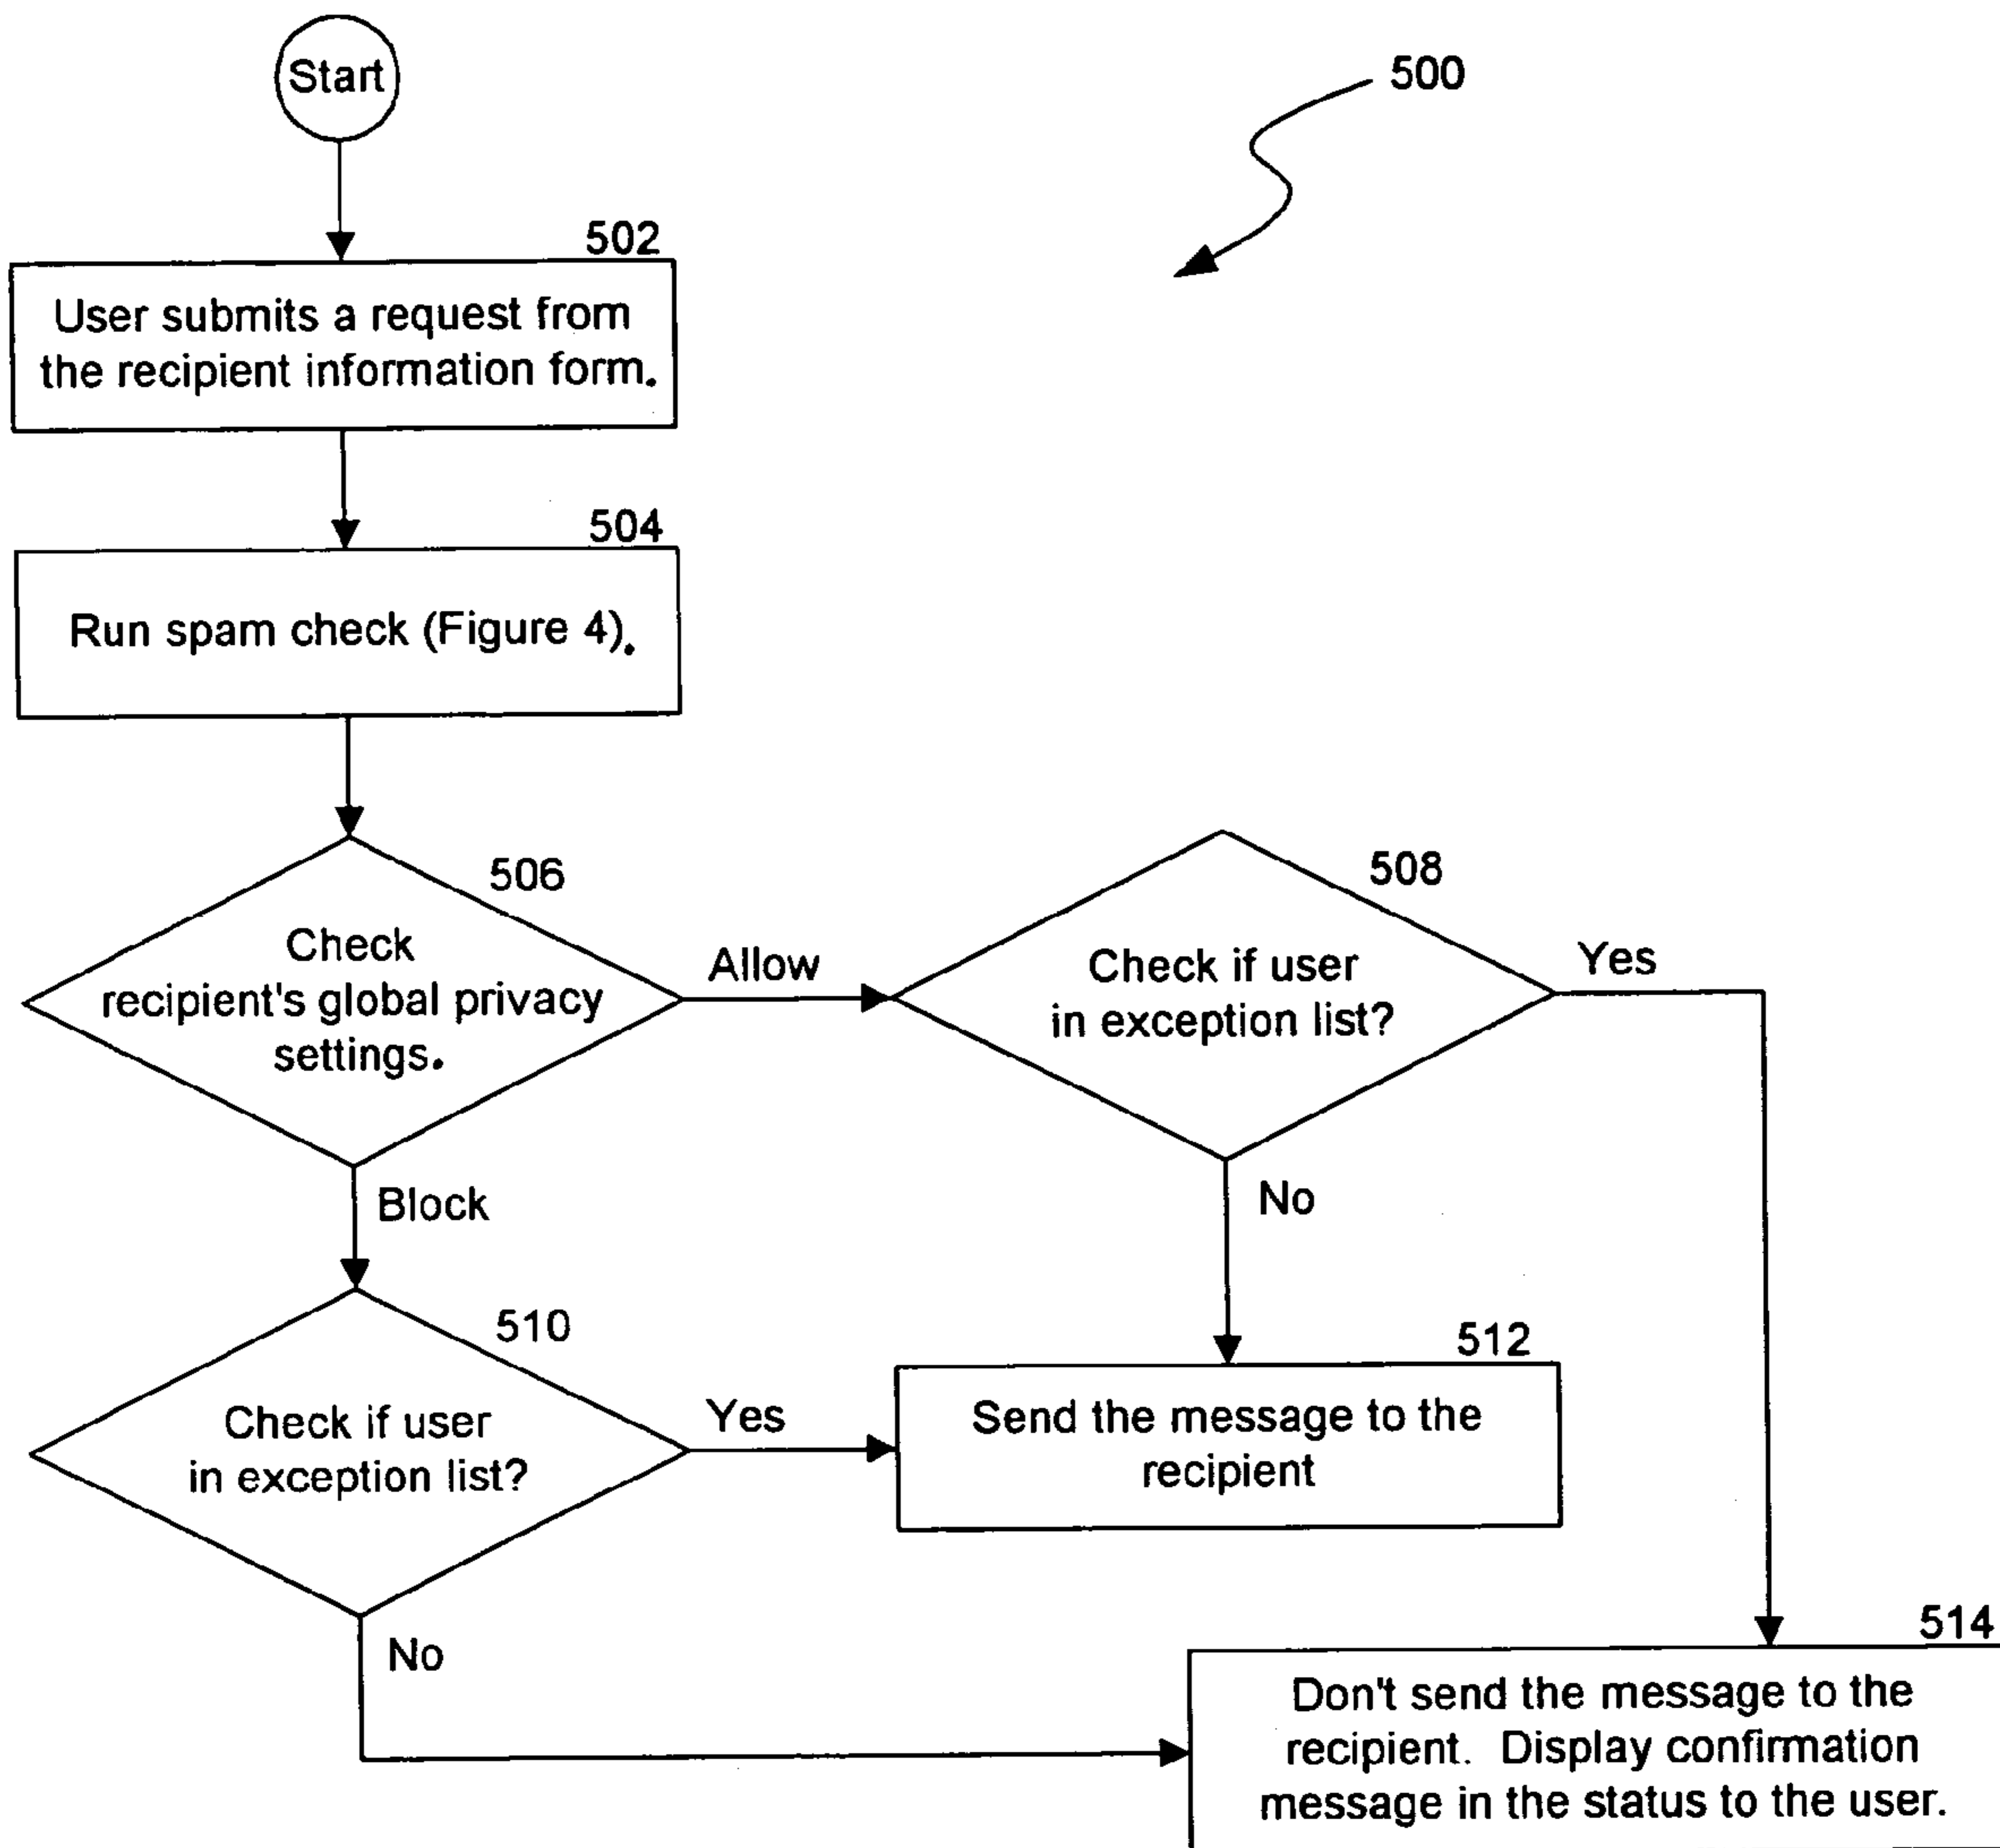 Start
500
502
User submits a request from
the recipient information form.
504
Run spam check (Figure 4).
506
Check
recipient's global privacy
settings.
Allow
508
Check if user
in exception list?
Yes
Block
No
510
Check if user
in exception list?
Yes
512
Send the message to the
recipient
No
514
Don't send the message to the
recipient. Display confirmation
message in the status to the user.